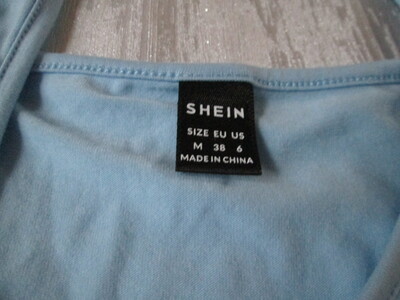 SHEIN
SIZE EU US
M 38 6
MADE IN CHINA